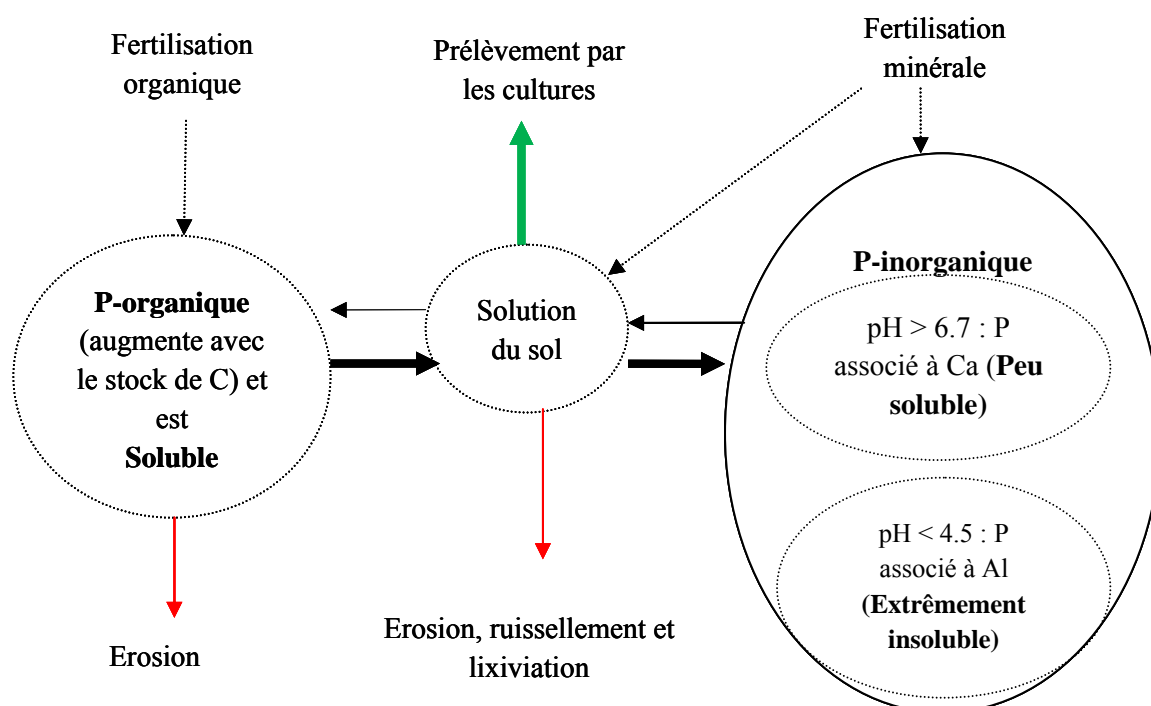 Fertilisation
organique
Prélèvement par
les cultures
Fertilisation
minérale
P-organique
(augmente avec
le stock de C) et
est
Soluble
Solution
du sol
P-inorganique
pH > 6.7 : P
associé à Ca (Peu
soluble)
pH < 4.5 : P
associé à Al
(Extrêmement
insoluble)
Erosion
Erosion, ruissellement et
lixiviation